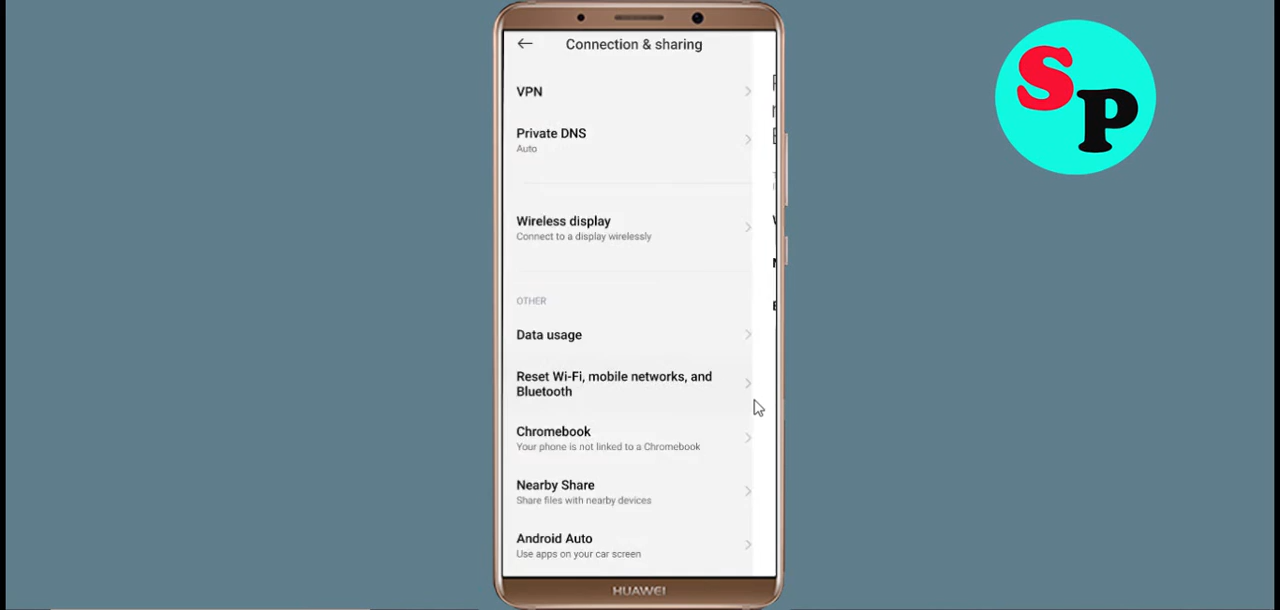 Connection & sharing
VPN
Private DNS
Auto
Wireless display
Connect to a display wirelessly
OTHER
Data usage
Reset Wi-Fi, mobile networks, and
Bluetooth
Chromebook
Your phone is not linked to a Chromebook
Nearby Share
Share files with nearby devices
Android Auto
Use apps on your car screen
HUAWEI
SP